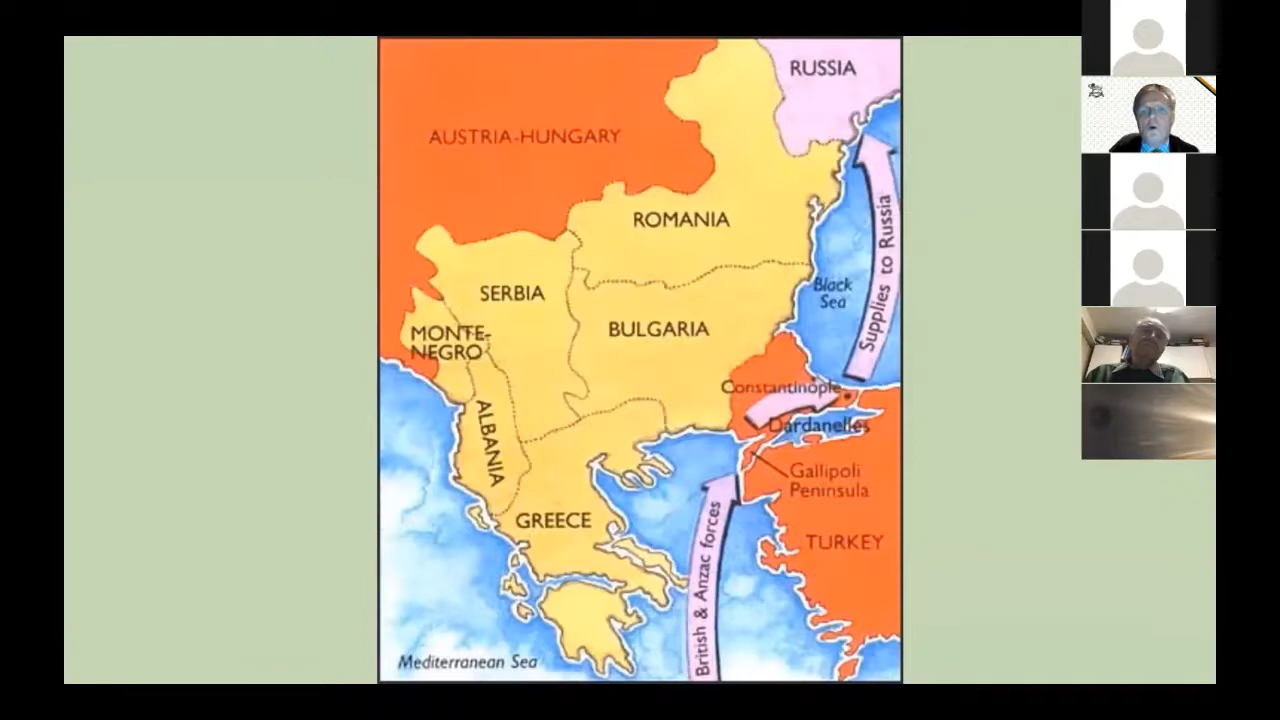 RUSSIA
AUSTRIA-HUNGARY
ROMANIA
SERBIA
Black
Sea
Supplies to Russia
MONTE-
NEGRO
BULGARIA
Constantinople
ALBANIA
Dardanelles
Gallipoli
Peninsula
GREECE
TURKEY
British & Anzac forces
Mediterranean Sea